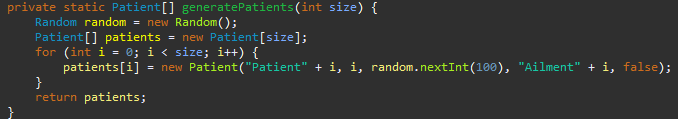 private static Patient[] generatePatients(int size) {
    Random random = new Random();
    Patient[] patients = new Patient[size];
    for (int i = 0; i < size; i++) {
        patients[i] = new Patient("Patient" + i, i, random.nextInt(100), "Ailment" + i, false);
    }
    return patients;
}